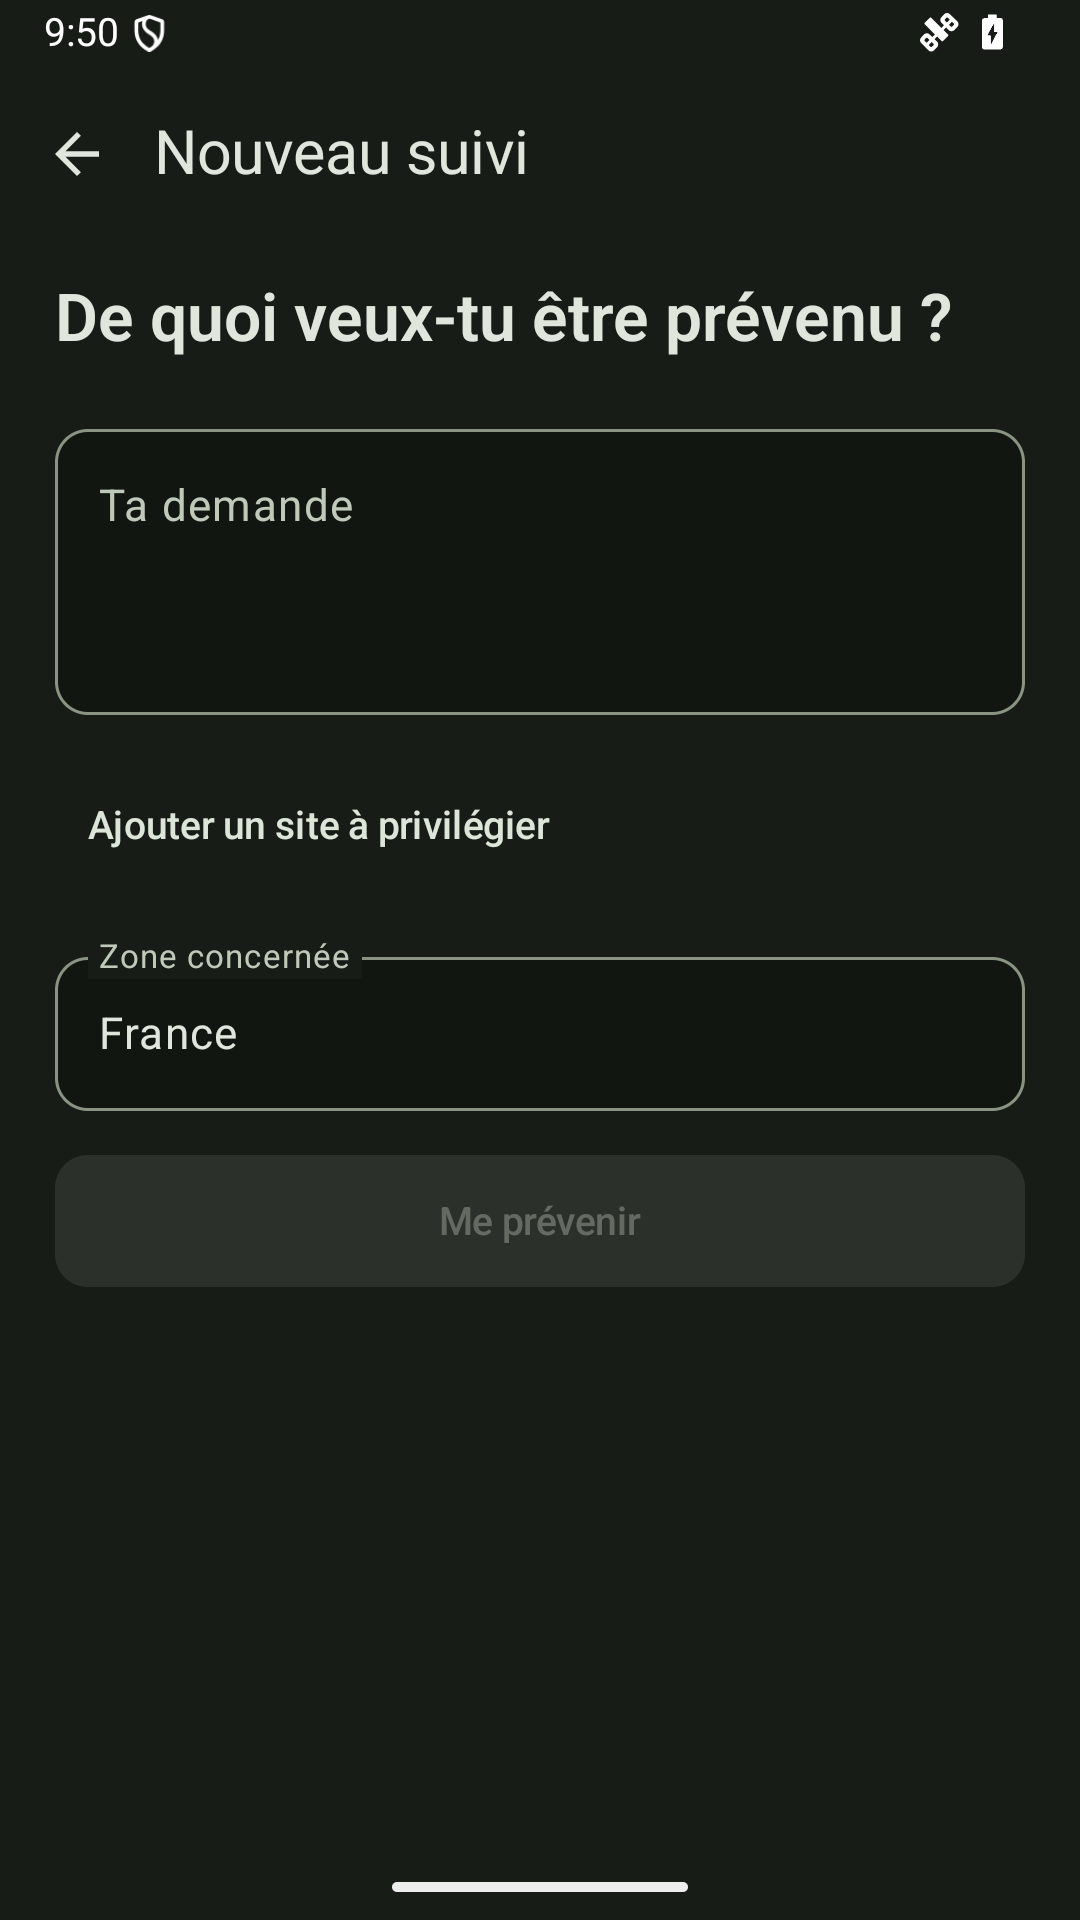 9:50
Nouveau suivi
De quoi veux-tu être prévenu ?
Ta demande
Ajouter un site à privilégier
Zone concernée
France
Me prévenir